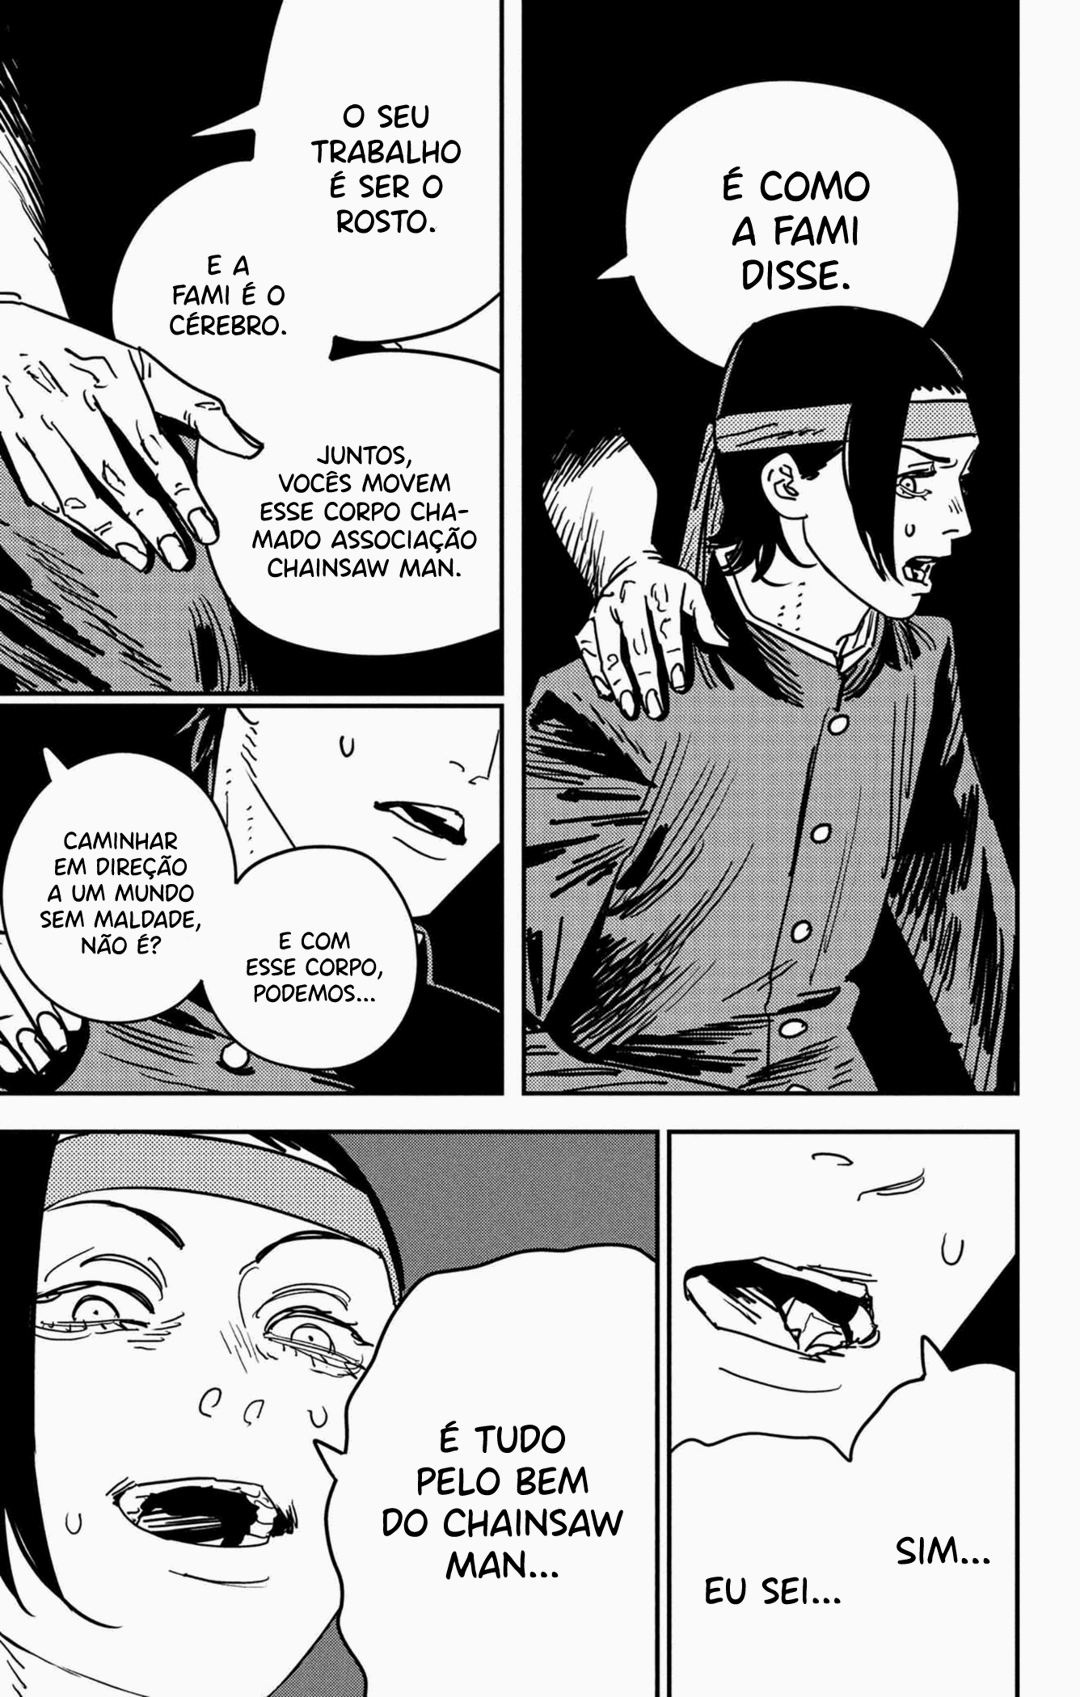 É COMO
A FAMI
DISSE.
O SEU
TRABALHO
É SER O
ROSTO.
E A
FAMI É O
CÉREBRO.
JUNTOS,
VOCÊS MOVEM
ESSE CORPO CHA-
MADO ASSOCIAÇÃO
CHAINSAW MAN.
E COM
ESSE CORPO,
PODEMOS...
CAMINHAR
EM DIREÇÃO
A UM MUNDO
SEM MALDADE,
NÃO É?
SIM...
EU SEI...
É TUDO
PELO BEM
DO CHAINSAW
MAN...